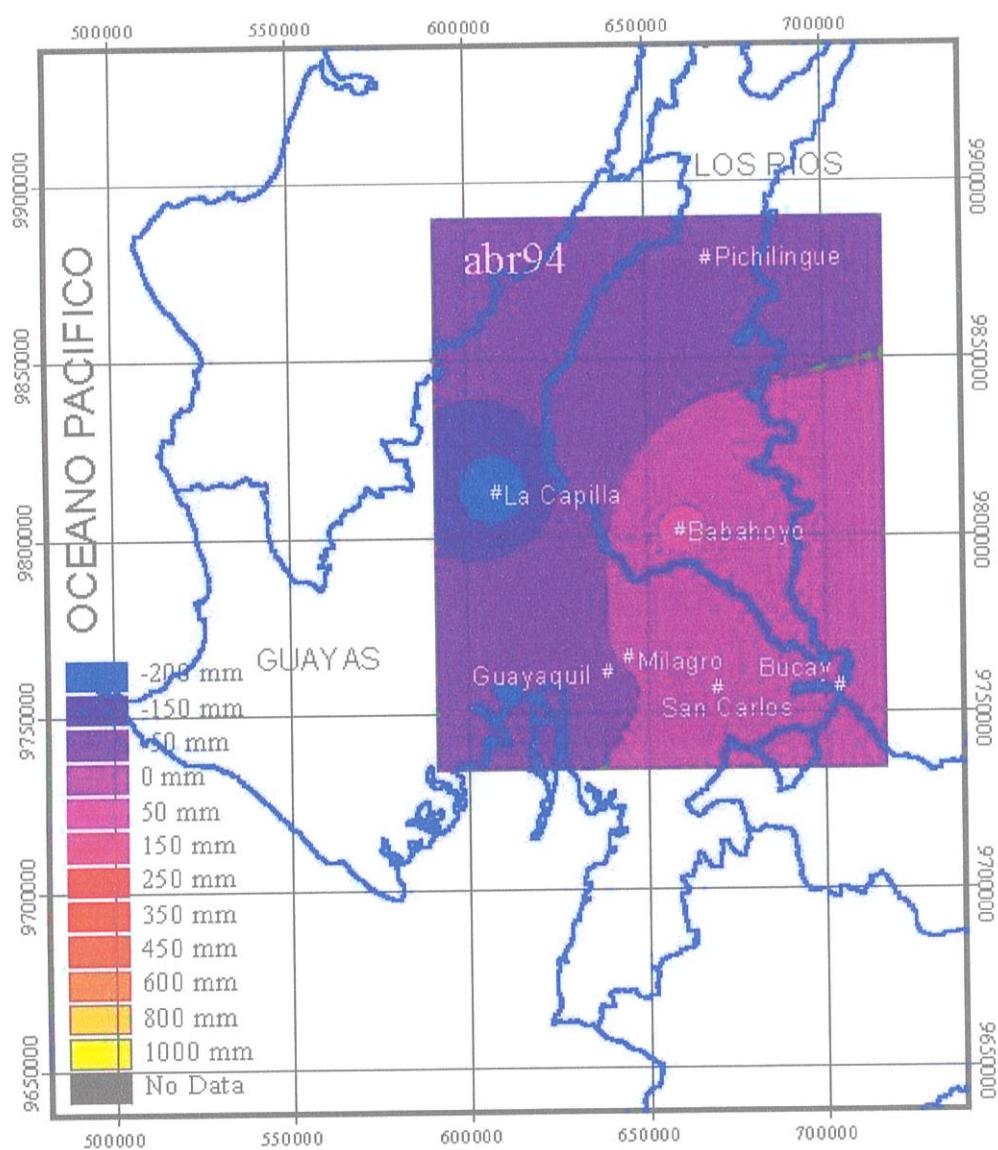 500000 550000 600000 650000 700000
9900000
9850000
9800000
9750000
9700000
9650000
OCEANO PACIFICO
LOS RIOS
abr94
#Pichilingue
#La Capilla
#Babahoyo
GUAYAS
Guayaquil #
#Milagro
Bucay
#
#
San Carlos
-200 mm
-150 mm
-50 mm
0 mm
50 mm
150 mm
250 mm
350 mm
450 mm
600 mm
800 mm
1000 mm
No Data
9900000
9850000
9800000
9750000
9700000
9650000
500000 550000 600000 650000 700000